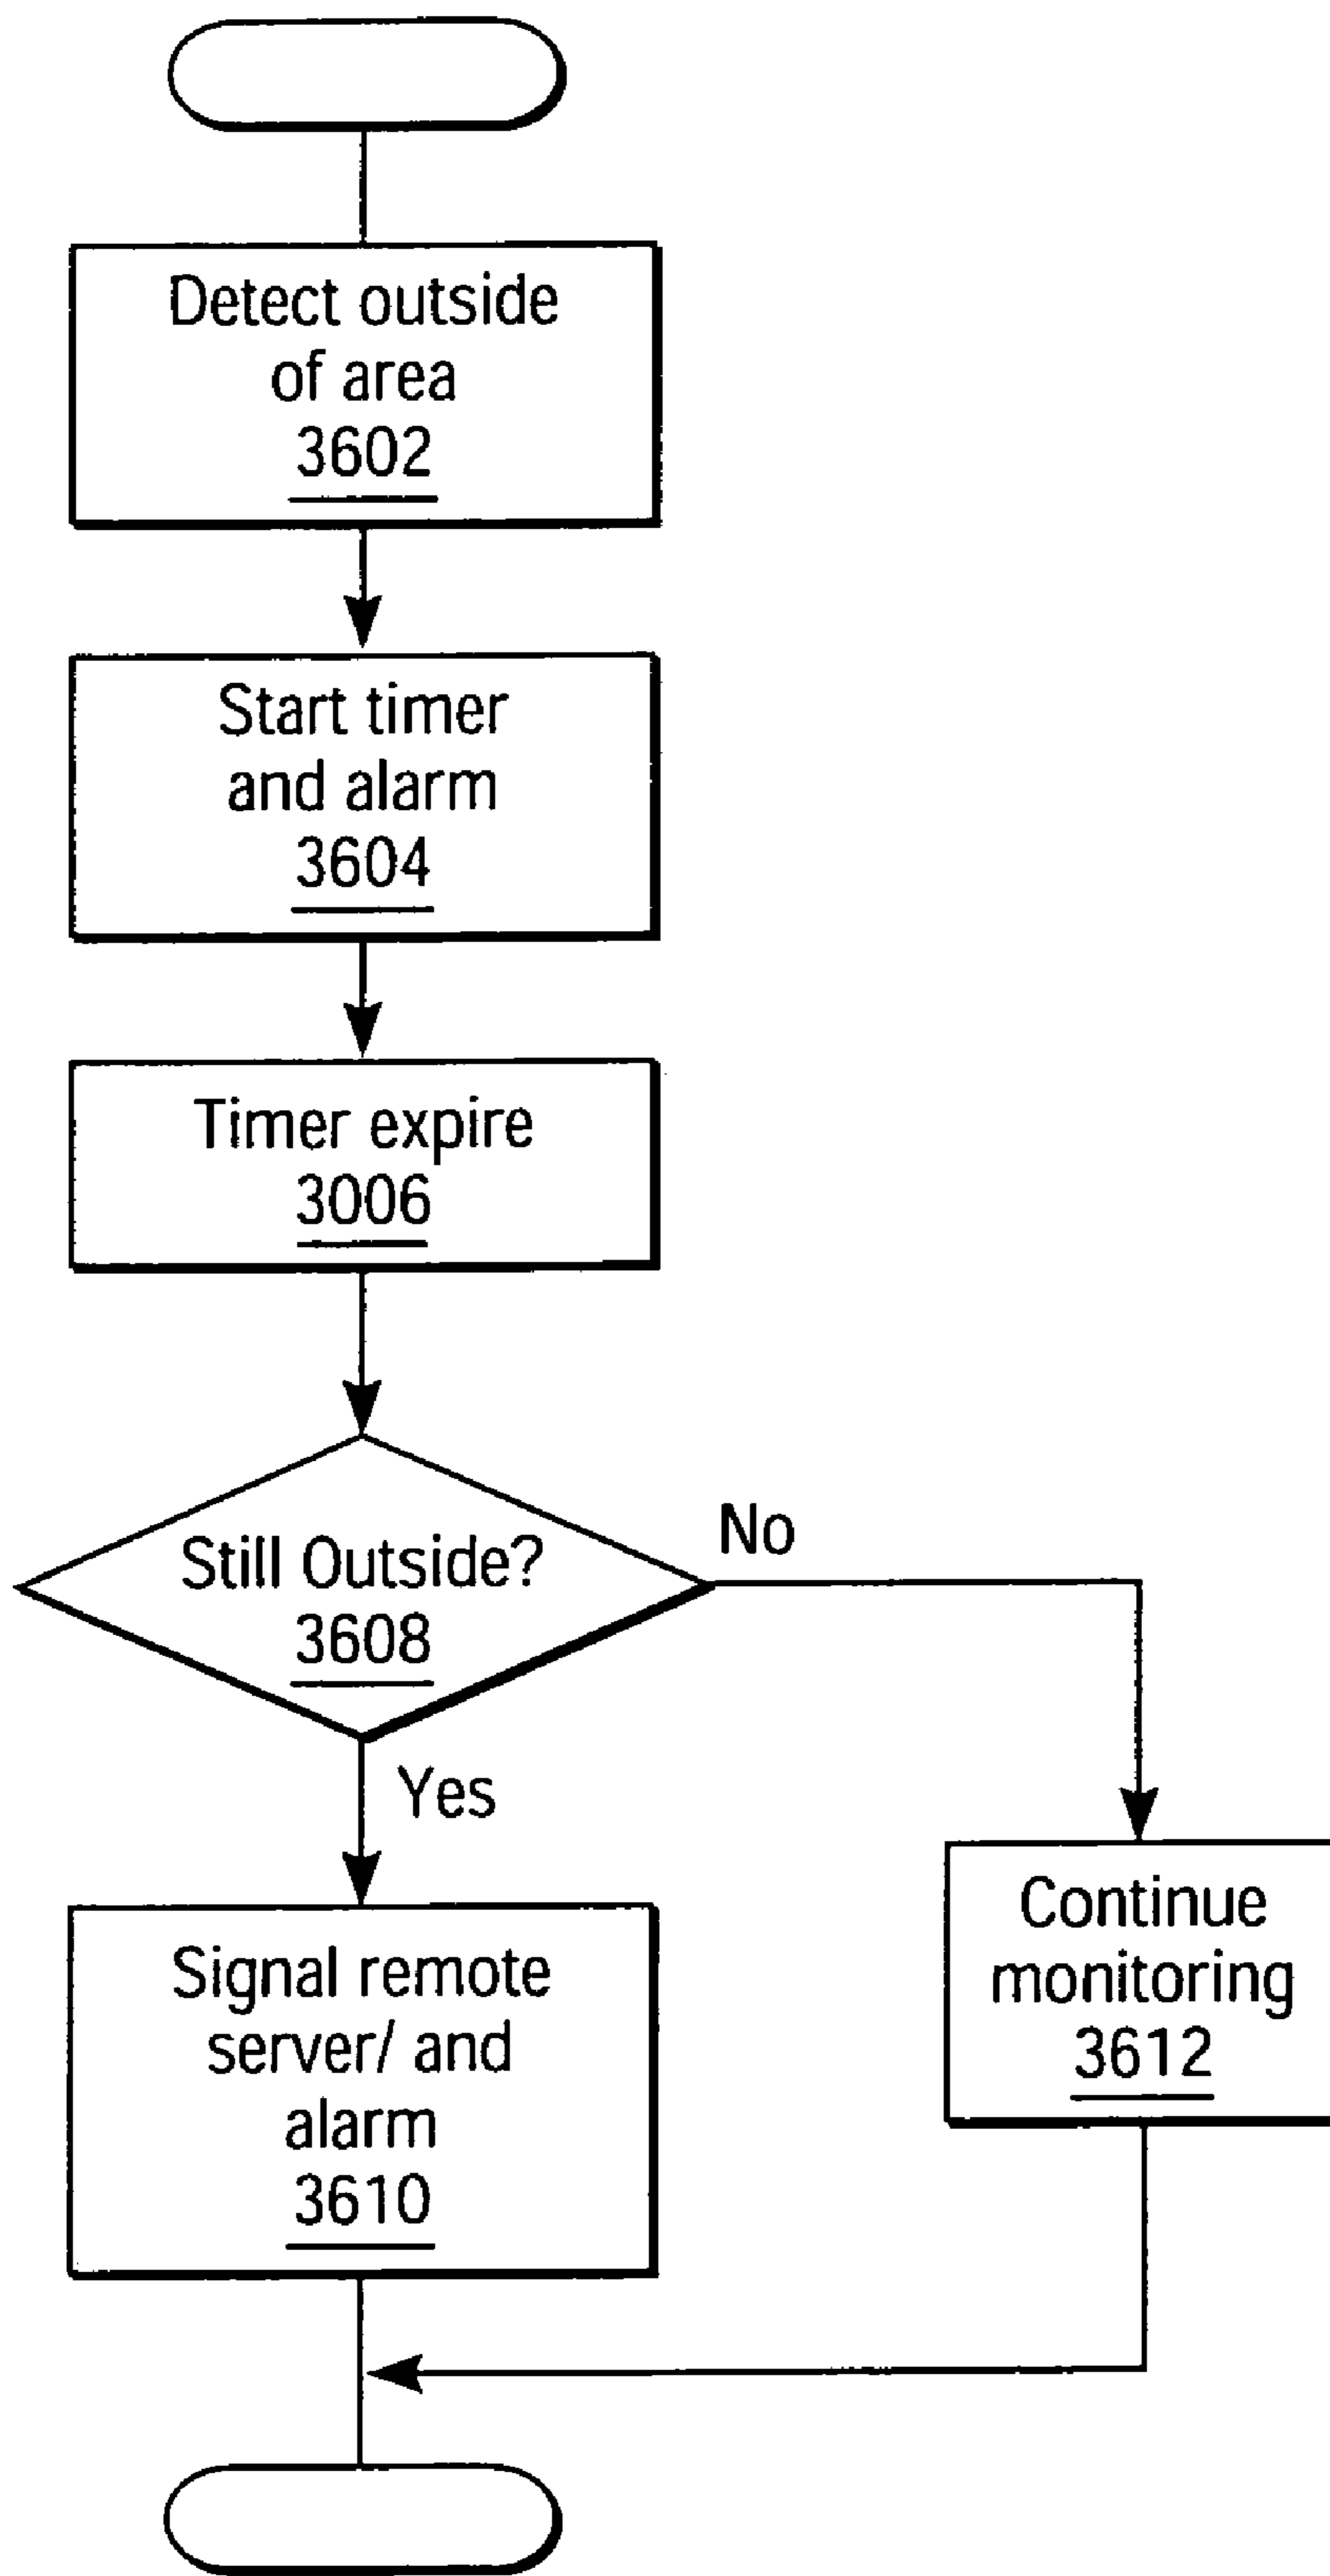 Detect outside
of area
3602
Start timer
and alarm
3604
Timer expire
3006
Still Outside?
3608
No
Yes
Signal remote
server/ and
alarm
3610
Continue
monitoring
3612